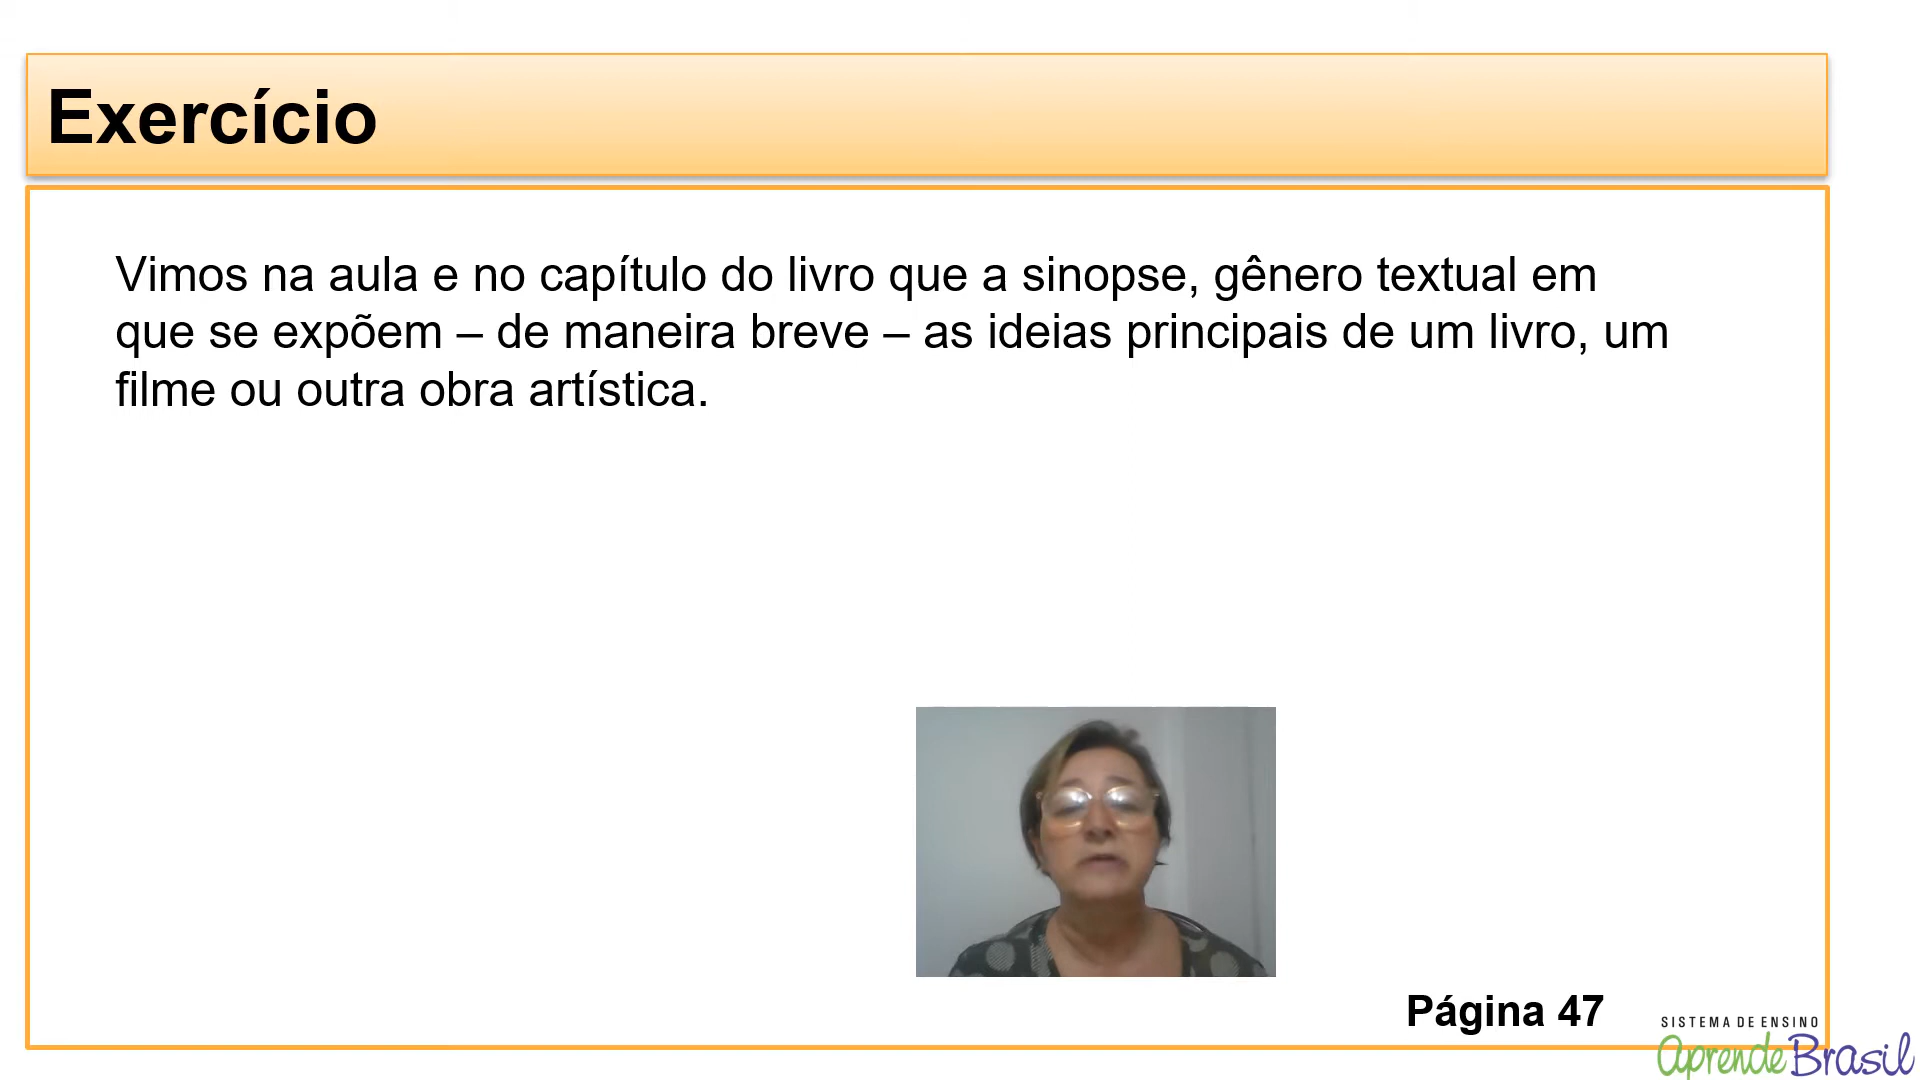 Exercício
Vimos na aula e no capítulo do livro que a sinopse, gênero textual em
que se expõem – de maneira breve – as ideias principais de um livro, um
filme ou outra obra artística.
Página 47
SISTEMA DE ENSINO
aprende Brasil